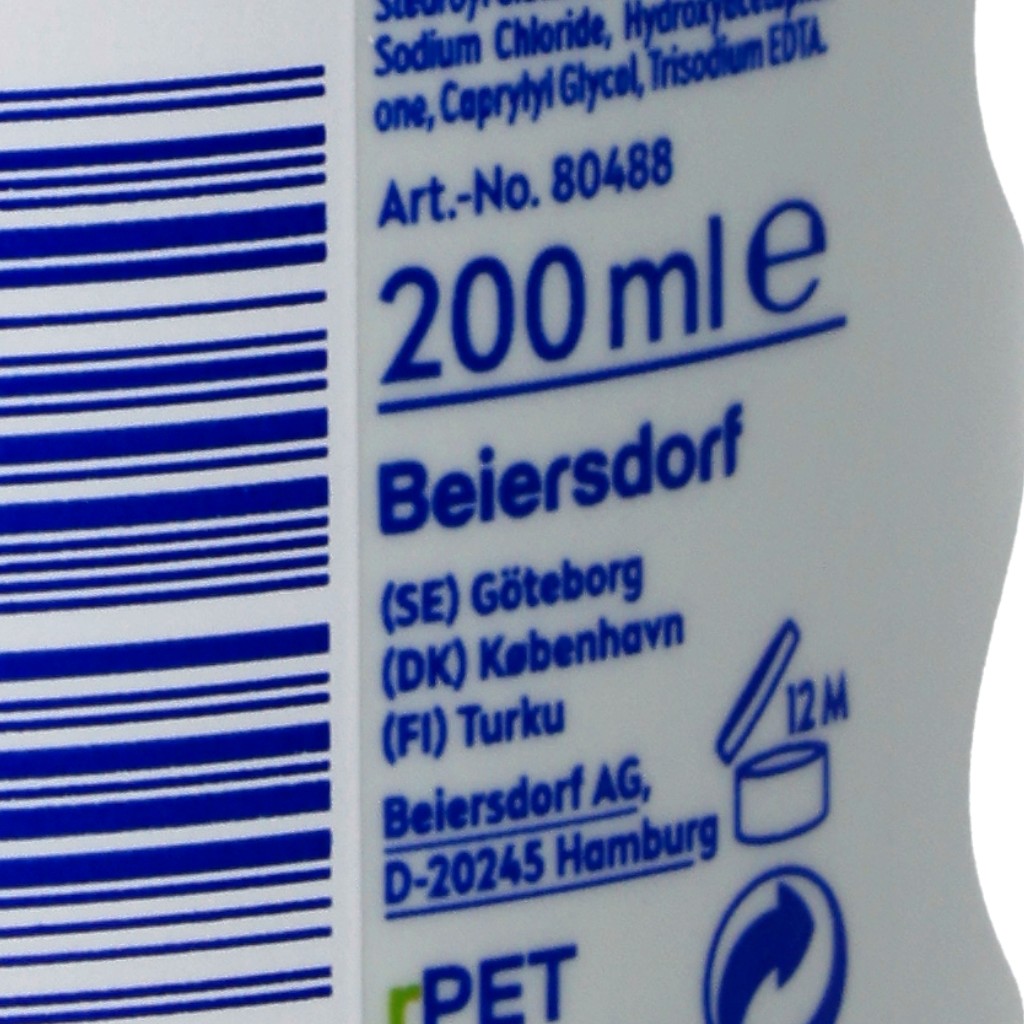 Sodium Chloride,
one, Caprylyl Glycol, Trisodium EDTA.
Art.-No. 80488
200 ml e
Beiersdorf
(SE) Göteborg
(DK) København
(FI) Turku
12 M
Beiersdorf AG,
D-20245 Hamburg
rPET